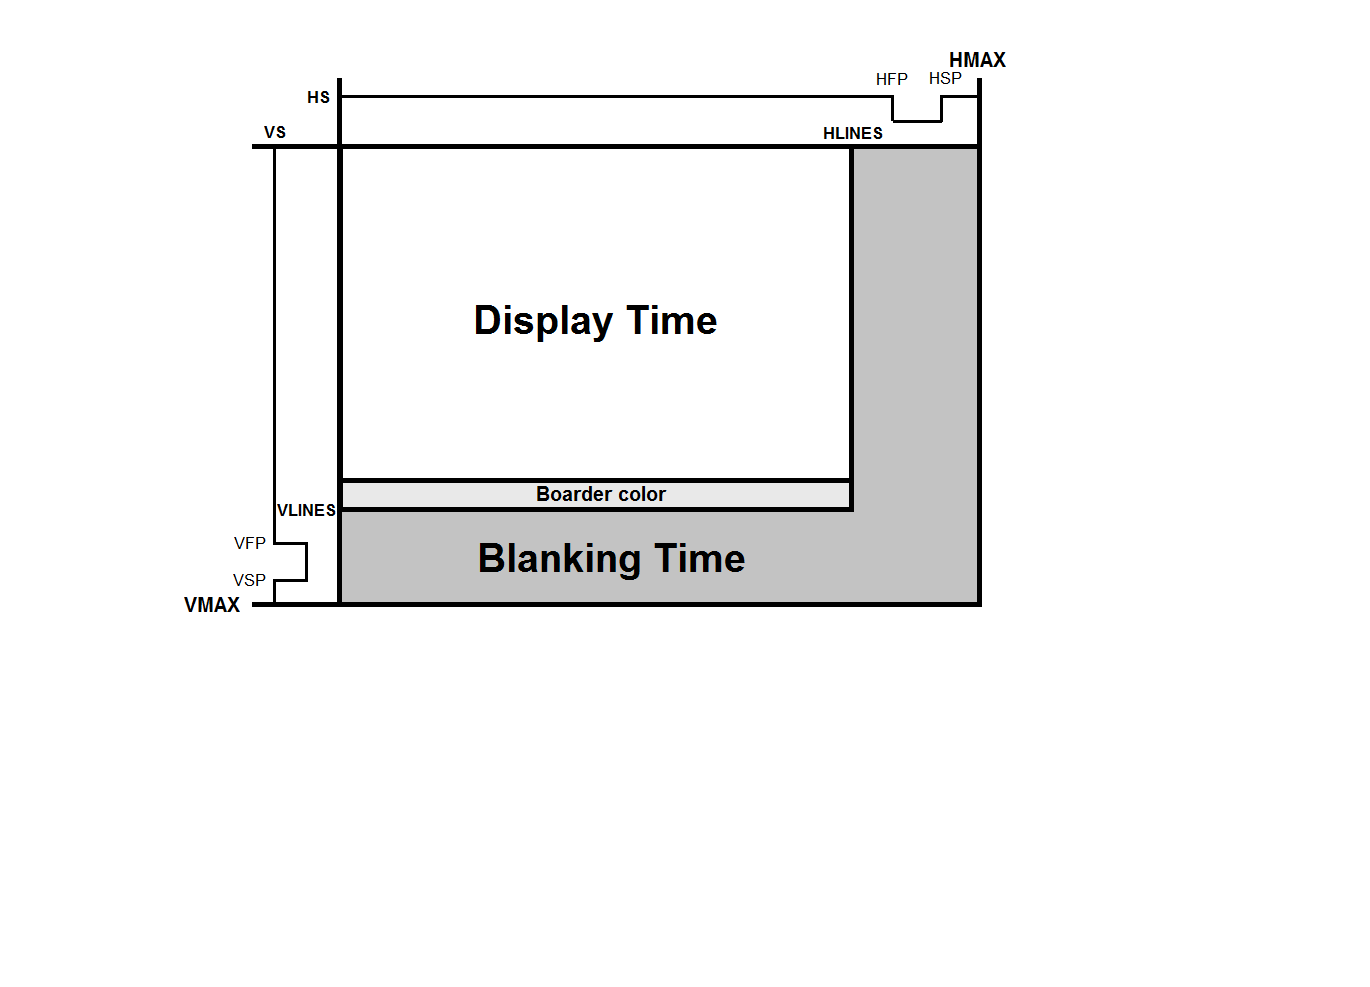 HMAX
HFP HSP
HS
VS HLINES
Display Time
Boarder color
VLINES
VFP
Blanking Time
VSP
VMAX